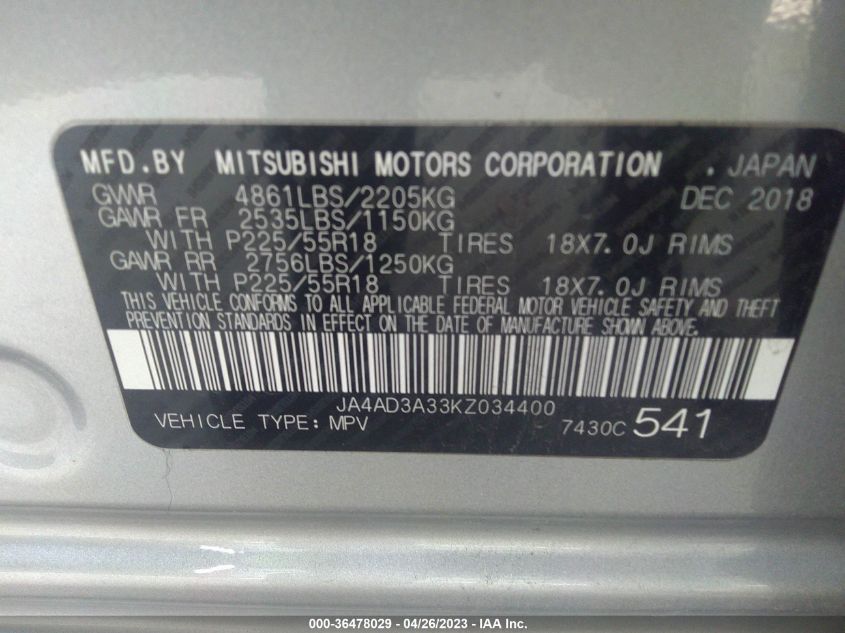 MFD.BY MITSUBISHI MOTORS CORPORATION . JAPAN
GVWR 4861LBS/2205KG DEC 2018
GAWR FR 2535LBS/1150KG
WITH P225/55R18 TIRES 18X7.0J RIMS
GAWR RR 2756LBS/1250KG
WITH P225/55R18 TIRES 18X7.0J RIMS
THIS VEHICLE CONFORMS TO ALL APPLICABLE FEDERAL MOTOR VEHICLE SAFETY AND THEFT
PREVENTION STANDARDS IN EFFECT ON THE DATE OF MANUFACTURE SHOWN ABOVE.
JA4AD3A33KZ034400
VEHICLE TYPE: MPV 7430C 541
000-36478029 - 04/26/2023 - IAA Inc.